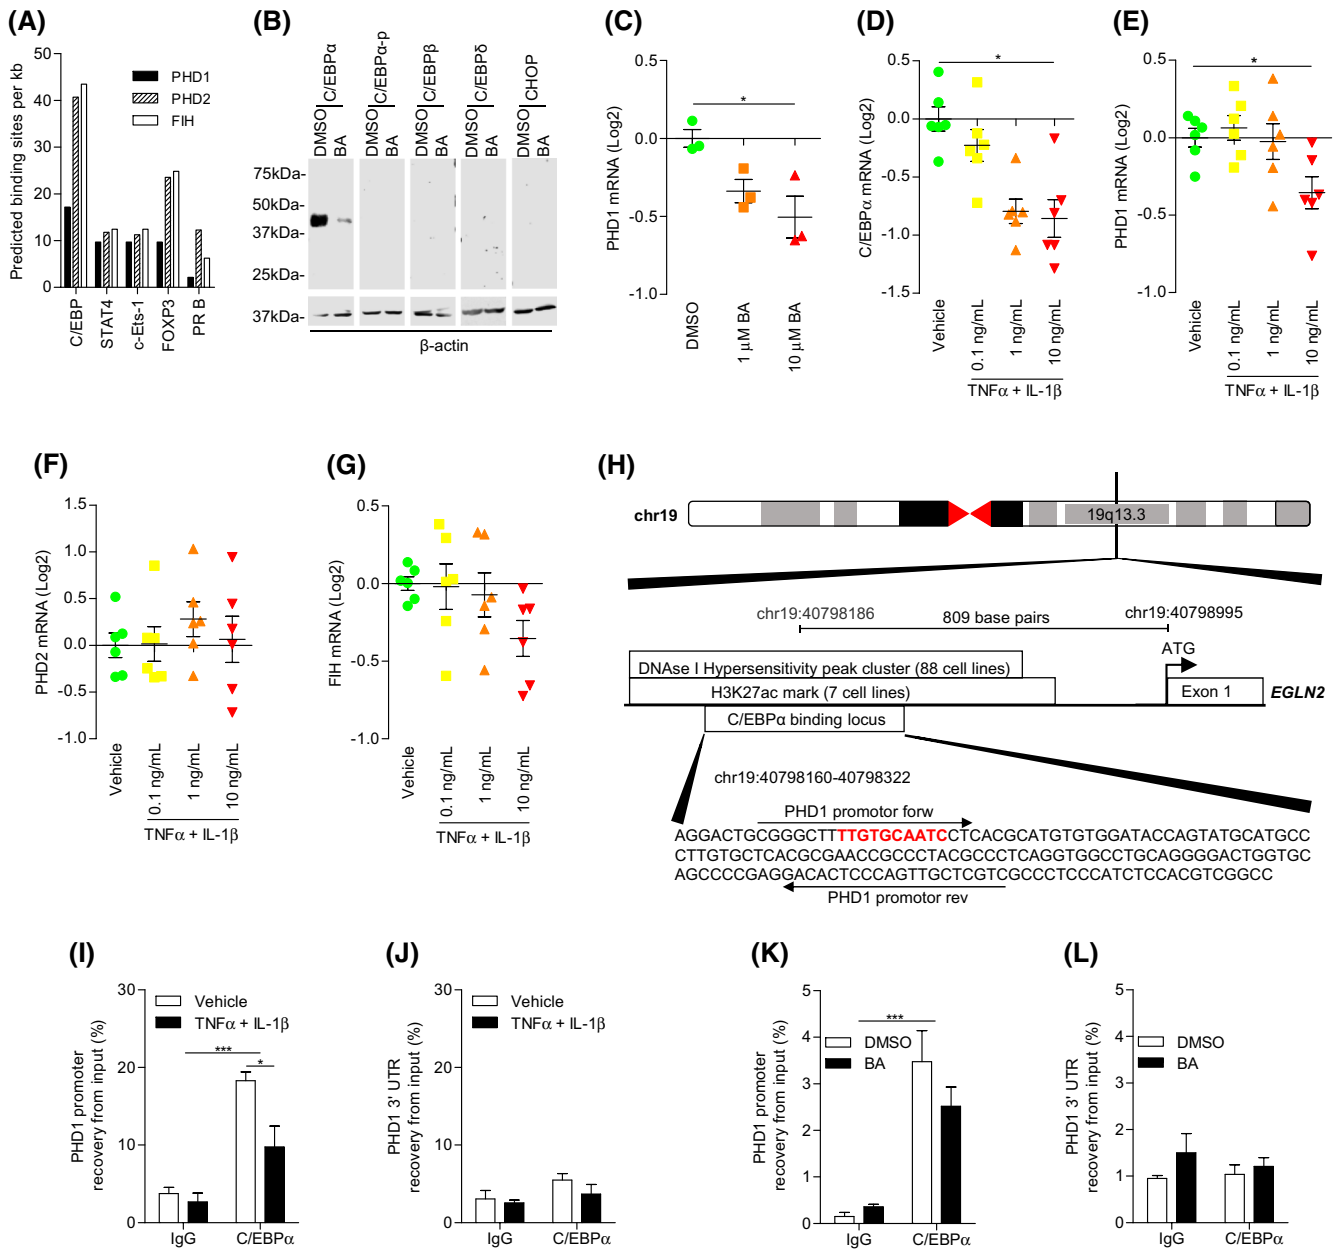 (A)
Predicted binding sites per kb
50
40
30
20
10
0
PHD1
PHD2
FIH
C/EBP
STAT4
c-Ets-1
FOXP3
PR B
(B)
C/EBPα
C/EBPα-p
C/EBPβ
C/EBPδ
CHOP
DMSO
BA
DMSO
BA
DMSO
BA
DMSO
BA
DMSO
BA
75kDa-
50kDa-
37kDa-
25kDa-
37kDa-
β-actin
(C)
PHD1 mRNA (Log2)
0.5
0.0
-0.5
-1.0
*
DMSO
1 μM BA
10 μM BA
(D)
C/EBPα mRNA (Log2)
0.5
0.0
-0.5
-1.0
-1.5
*
Vehicle
0.1 ng/mL
1 ng/mL
10 ng/mL
TNFα + IL-1β
(E)
PHD1 mRNA (Log2)
0.5
0.0
-0.5
-1.0
*
Vehicle
0.1 ng/mL
1 ng/mL
10 ng/mL
TNFα + IL-1β
(F)
PHD2 mRNA (Log2)
1.5
1.0
0.5
0.0
-0.5
-1.0
Vehicle
0.1 ng/mL
1 ng/mL
10 ng/mL
TNFα + IL-1β
(G)
FIH mRNA (Log2)
0.5
0.0
-0.5
-1.0
Vehicle
0.1 ng/mL
1 ng/mL
10 ng/mL
TNFα + IL-1β
(H)
chr19
19q13.3
chr19:40798186
809 base pairs
chr19:40798995
ATG
DNAse I Hypersensitivity peak cluster (88 cell lines)
H3K27ac mark (7 cell lines)
Exon 1
EGLN2
C/EBPα binding locus
chr19:40798160-40798322
PHD1 promotor forw
AGGACTGCGGGCTTTTGTGCAATCCTCACGCATGTGTGGATACCAGTATGCATGCC
CTTGTGCTCACGCGAACCGCCCTACGCCCTCAGGTGGCCTGCAGGGGACTGGTGC
AGCCCCGAGGACACTCCCAGTTGCTCGTCGCCCTCCCATCTCCACGTCGGCC
PHD1 promotor rev
(I)
PHD1 promoter
recovery from input (%)
30
20
10
0
Vehicle
TNFα + IL-1β
***
*
IgG
C/EBPα
(J)
PHD1 3' UTR
recovery from input (%)
30
20
10
0
Vehicle
TNFα + IL-1β
IgG
C/EBPα
(K)
PHD1 promoter
recovery from input (%)
5
4
3
2
1
0
***
DMSO
BA
IgG
C/EBPα
(L)
PHD1 3' UTR
recovery from input (%)
5
4
3
2
1
0
DMSO
BA
IgG
C/EBPα